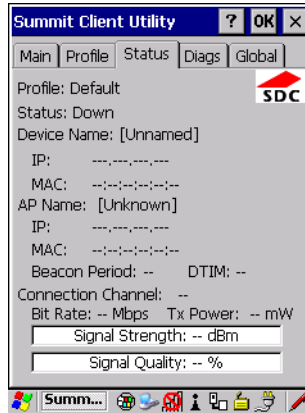 Summit Client Utility ? OK ×
Main Profile Status Diags Global
Profile: Default
SDC
Status: Down
Device Name: [Unnamed]
IP: ---.---.---.---
MAC: --:--:--:--:--:--
AP Name: [Unknown]
IP: ---.---.---.---
MAC: --:--:--:--:--:--
Beacon Period: -- DTIM: --
Connection Channel: --
Bit Rate: -- Mbps Tx Power: -- mW
Signal Strength: -- dBm
Signal Quality: -- %
Summ...